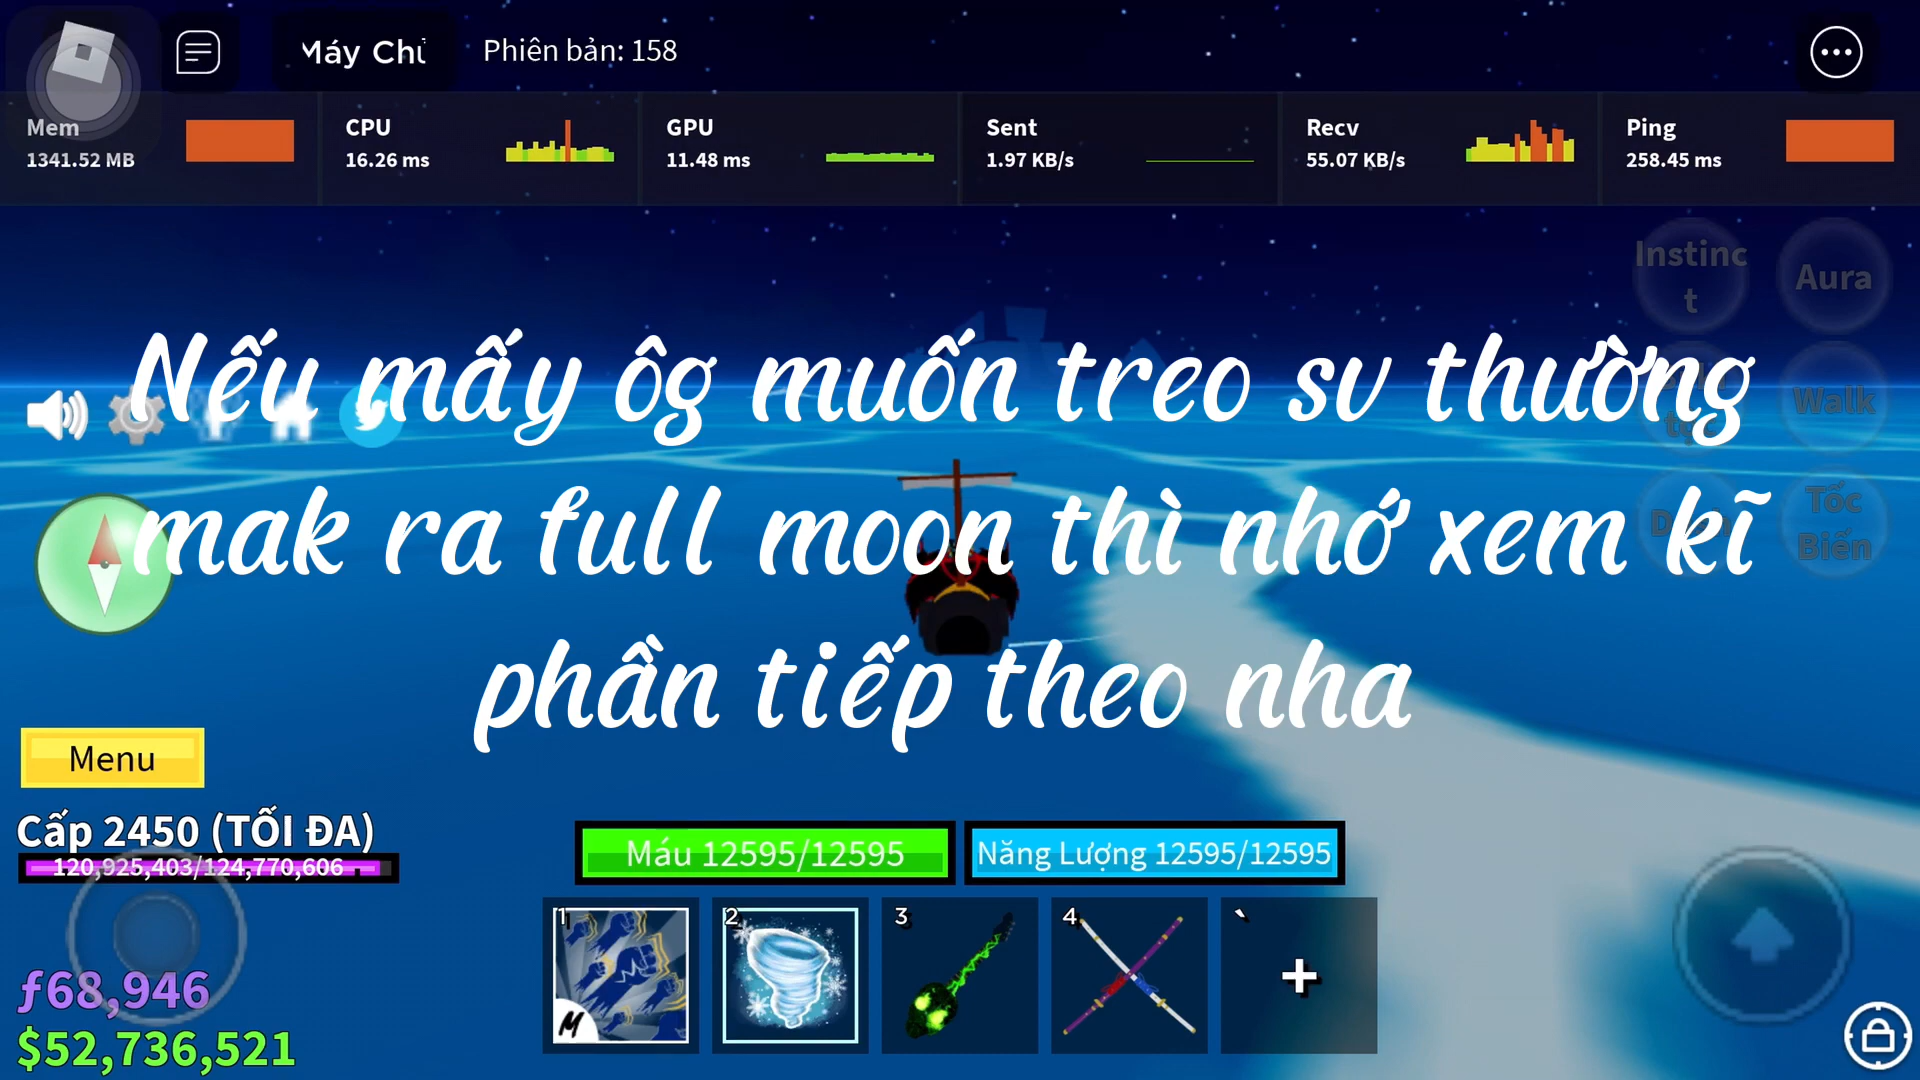 Máy Chủ
Phiên bản: 158
Mem CPU GPU Sent Recv Ping
1341.52 MB 16.26 ms 11.48 ms 1.97 KB/s 55.07 KB/s 258.45 ms
Instinc
t
Aura
Nếu mấy ôg muốn treo sv thường
Walk
mak ra full moon thì nhớ xem kĩ
Tốc
Biến
phần tiếp theo nha
Menu
Cấp 2450 (TỐI ĐA)
120,925,403/124,770,606
Máu 12595/12595
Năng Lượng 12595/12595
1 2 3 4 `
M
+
ƒ68,946
$52,736,521